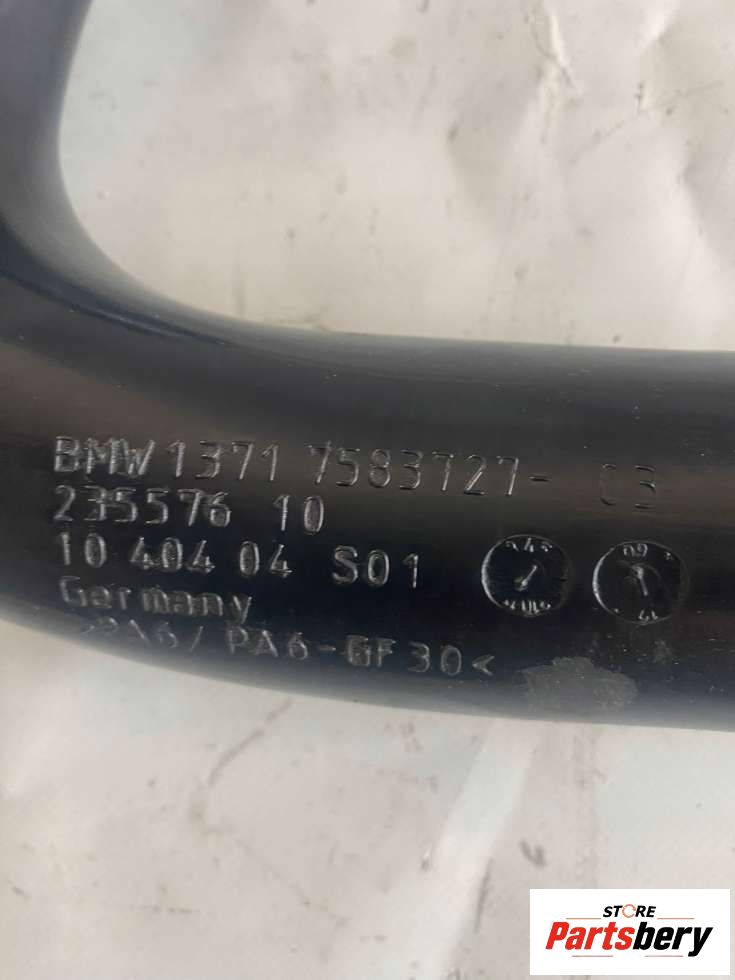 BMW 1371 7583727- 03
235576 10
10 404 04 S01
Germany
>PA6/PA6-GF30<
STORE
Partsbery